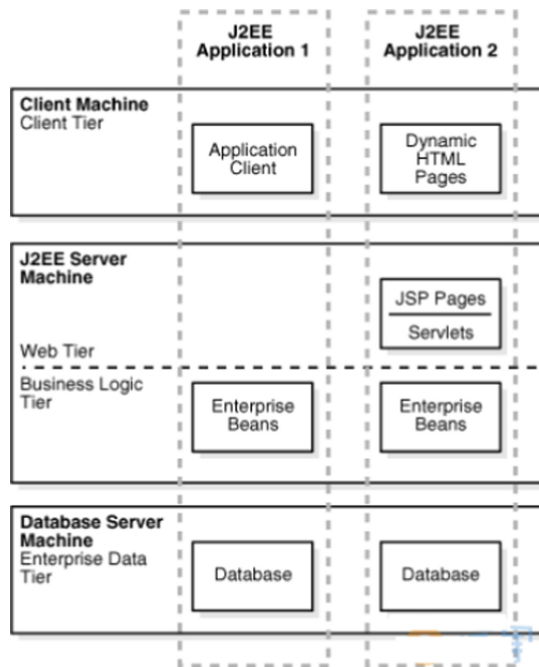 J2EE
Application 1
J2EE
Application 2
Client Machine
Client Tier
Application
Client
Dynamic
HTML
Pages
J2EE Server
Machine
JSP Pages
Servlets
Web Tier
Business Logic
Tier
Enterprise
Beans
Enterprise
Beans
Database Server
Machine
Enterprise Data
Tier
Database
Database